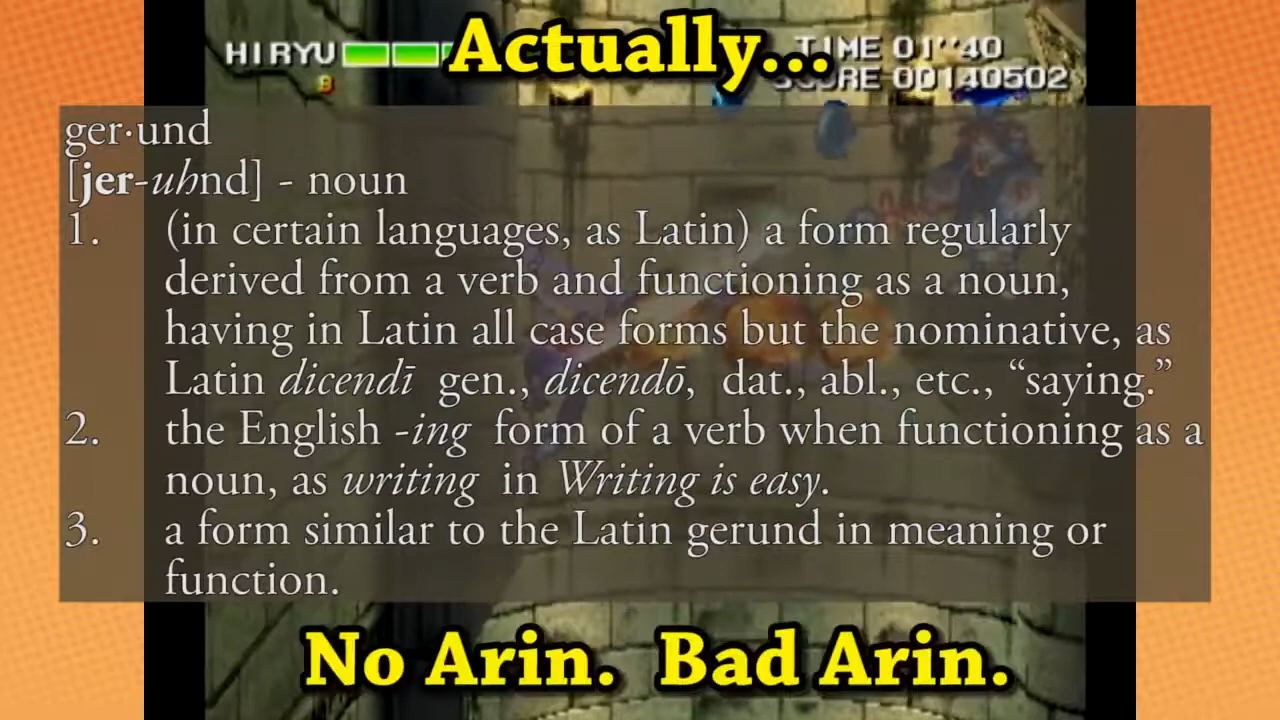 Actually...
HIRYU
TIME 01"40
SCORE 00140502
8
ger·und
[jer-uhnd] - noun
1. (in certain languages, as Latin) a form regularly
derived from a verb and functioning as a noun,
having in Latin all case forms but the nominative, as
Latin dicendī gen., dicendō, dat., abl., etc., “saying.”
2. the English -ing form of a verb when functioning as a
noun, as writing in Writing is easy.
3. a form similar to the Latin gerund in meaning or
function.
No Arin. Bad Arin.